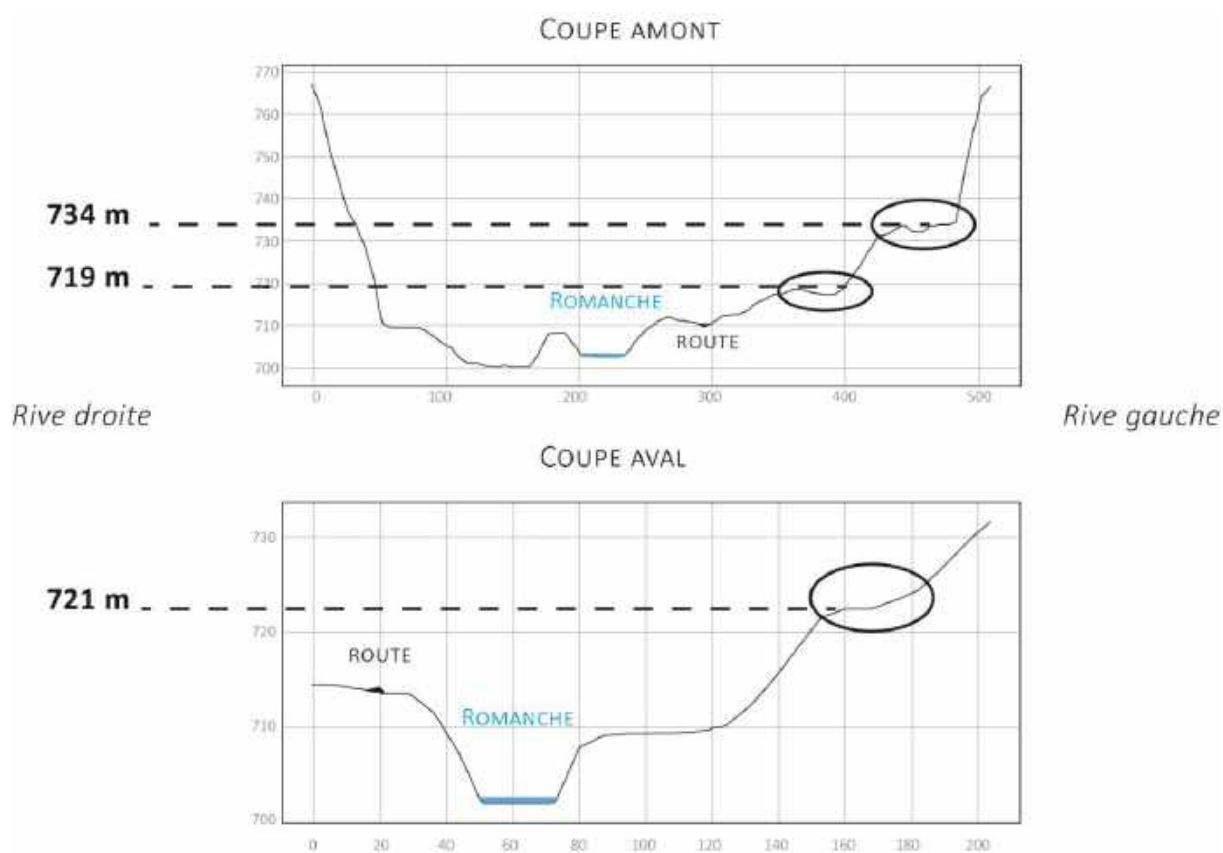 COUPE AMONT
770
760
750
740
734 m
730
719 m
720
ROMANCHE
710
ROUTE
700
0 100 200 300 400 500
Rive droite
Rive gauche
COUPE AVAL
730
721 m
720
ROUTE
710
ROMANCHE
700
0 20 40 60 80 100 120 140 160 180 200